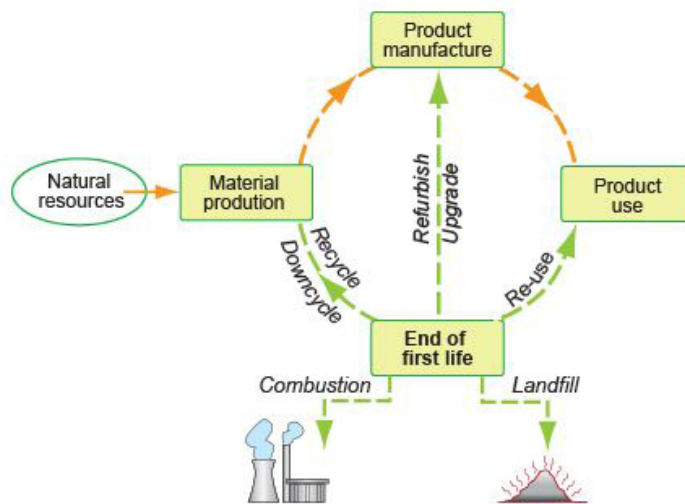 Product
manufacture
Natural
resources
Material
prodution
Product
use
Refurbish
Upgrade
Recycle
Downcycle
Re-use
End of
first life
Combustion
Landfill